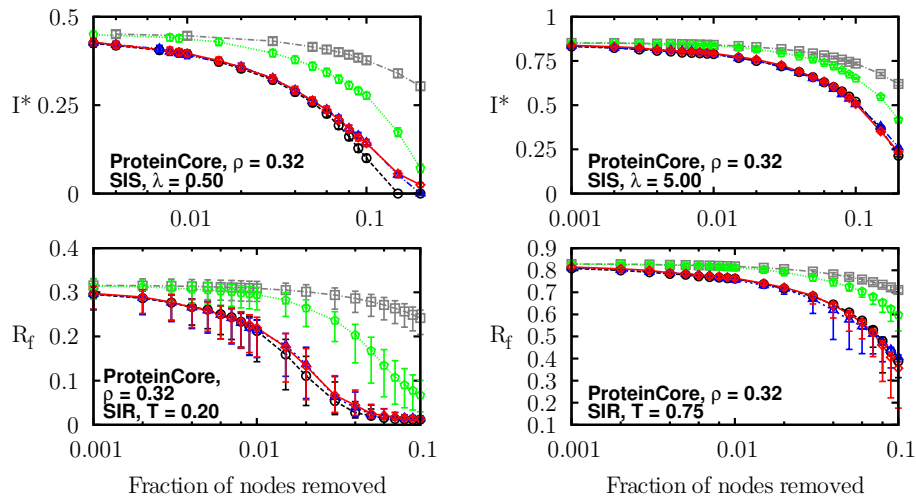 0.5
I*
0.25
0
0.01
0.1
ProteinCore, ρ = 0.32
SIS, λ = 0.50
1
0.75
I*
0.5
0.25
0
0.001
0.01
0.1
ProteinCore, ρ = 0.32
SIS, λ = 5.00
0.4
0.3
R_f
0.2
0.1
0
0.001
0.01
0.1
ProteinCore,
ρ = 0.32
SIR, T = 0.20
Fraction of nodes removed
0.9
0.8
0.7
0.6
R_f
0.5
0.4
0.3
0.2
0.1
0.001
0.01
0.1
ProteinCore, ρ = 0.32
SIR, T = 0.75
Fraction of nodes removed